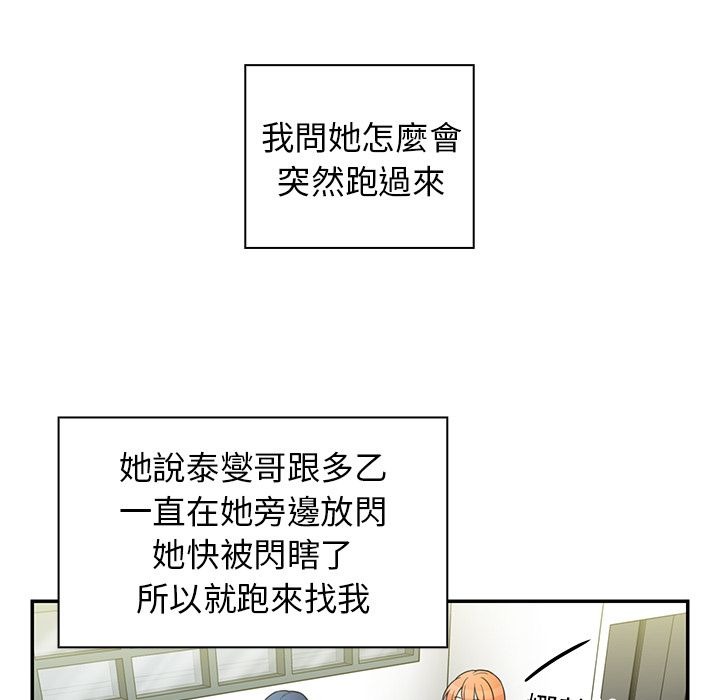 我問她怎麼會
突然跑過來
她說泰燮哥跟多乙
一直在她旁邊放閃
她快被閃瞎了
所以就跑來找我